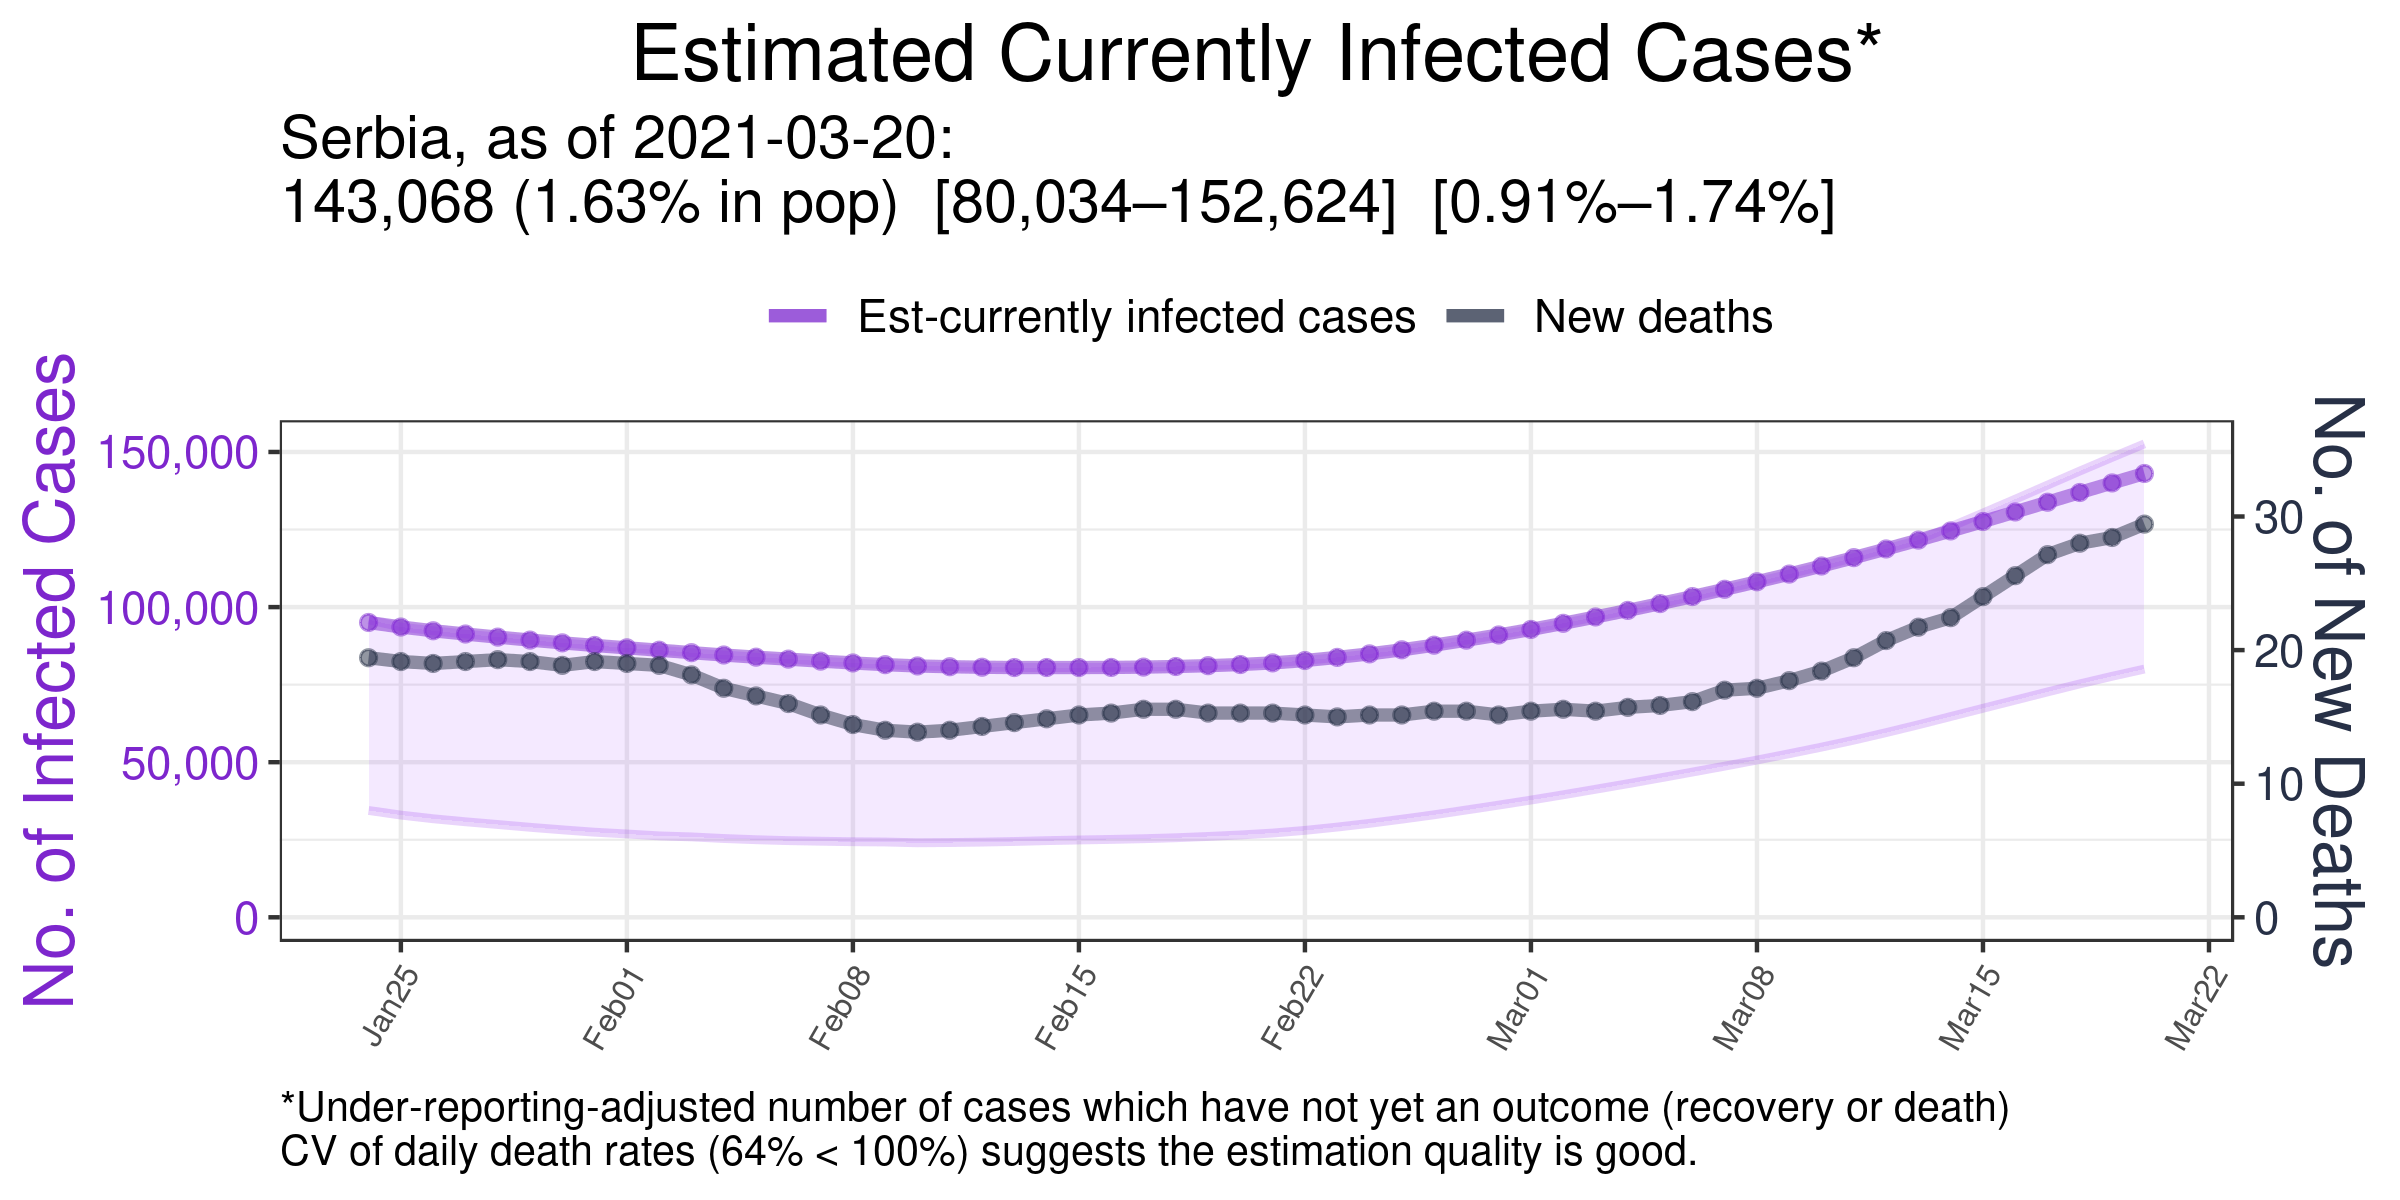 Estimated Currently Infected Cases*
Serbia, as of 2021-03-20:
143,068 (1.63% in pop) [80,034–152,624] [0.91%–1.74%]
Est-currently infected cases
New deaths
No. of Infected Cases
150,000
100,000
50,000
0
30
20
10
0
No. of New Deaths
Jan25
Feb01
Feb08
Feb15
Feb22
Mar01
Mar08
Mar15
Mar22
*Under-reporting-adjusted number of cases which have not yet an outcome (recovery or death)
CV of daily death rates (64% < 100%) suggests the estimation quality is good.